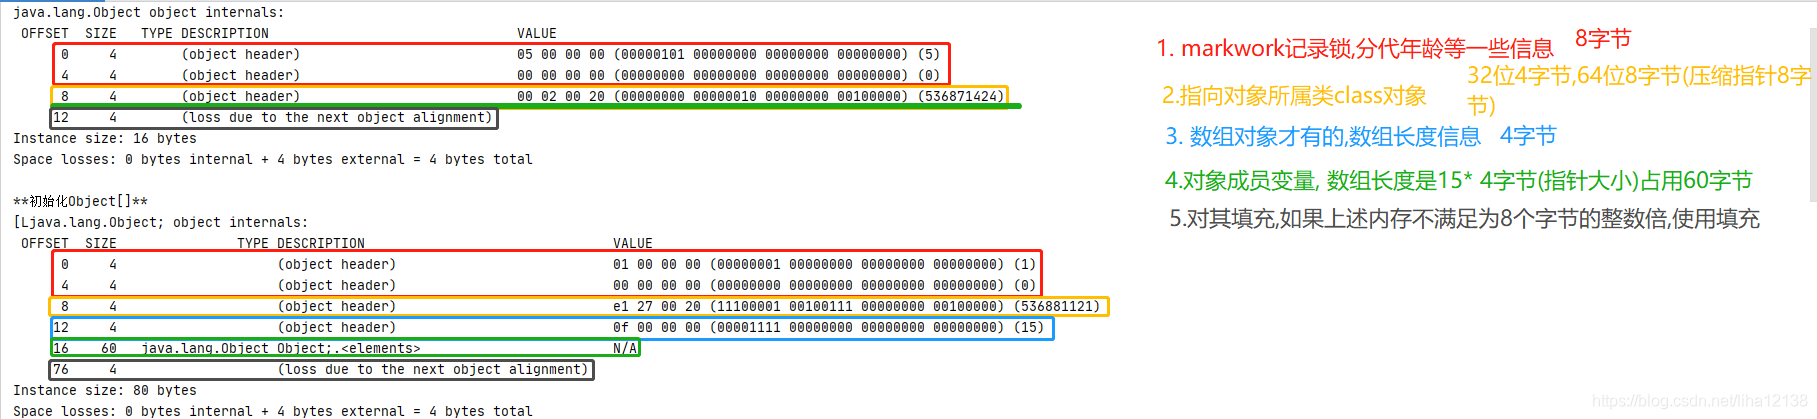 java.lang.Object object internals:
OFFSET  SIZE   TYPE DESCRIPTION                               VALUE
0     4        (object header)                           05 00 00 00 (00000101 00000000 00000000 00000000) (5)
4     4        (object header)                           00 00 00 00 (00000000 00000000 00000000 00000000) (0)
8     4        (object header)                           00 02 00 20 (00000000 00000010 00000000 00100000) (536871424)
12     4        (loss due to the next object alignment)
Instance size: 16 bytes
Space losses: 0 bytes internal + 4 bytes external = 4 bytes total
**初始化Object[]**
[Ljava.lang.Object; object internals:
OFFSET  SIZE               TYPE DESCRIPTION                               VALUE
0     4                    (object header)                           01 00 00 00 (00000001 00000000 00000000 00000000) (1)
4     4                    (object header)                           00 00 00 00 (00000000 00000000 00000000 00000000) (0)
8     4                    (object header)                           e1 27 00 20 (11100001 00100111 00000000 00100000) (536881121)
12     4                    (object header)                           0f 00 00 00 (00001111 00000000 00000000 00000000) (15)
16    60   java.lang.Object Object;.<elements>                        N/A
76     4                    (loss due to the next object alignment)
Instance size: 80 bytes
Space losses: 0 bytes internal + 4 bytes external = 4 bytes total
1. markwork记录锁,分代年龄等一些信息 8字节
2.指向对象所属类class对象
32位4字节,64位8字节(压缩指针8字
节)
3. 数组对象才有的,数组长度信息 4字节
4.对象成员变量, 数组长度是15* 4字节(指针大小)占用60字节
5.对其填充,如果上述内存不满足为8个字节的整数倍,使用填充
https://blog.csdn.net/liha12138